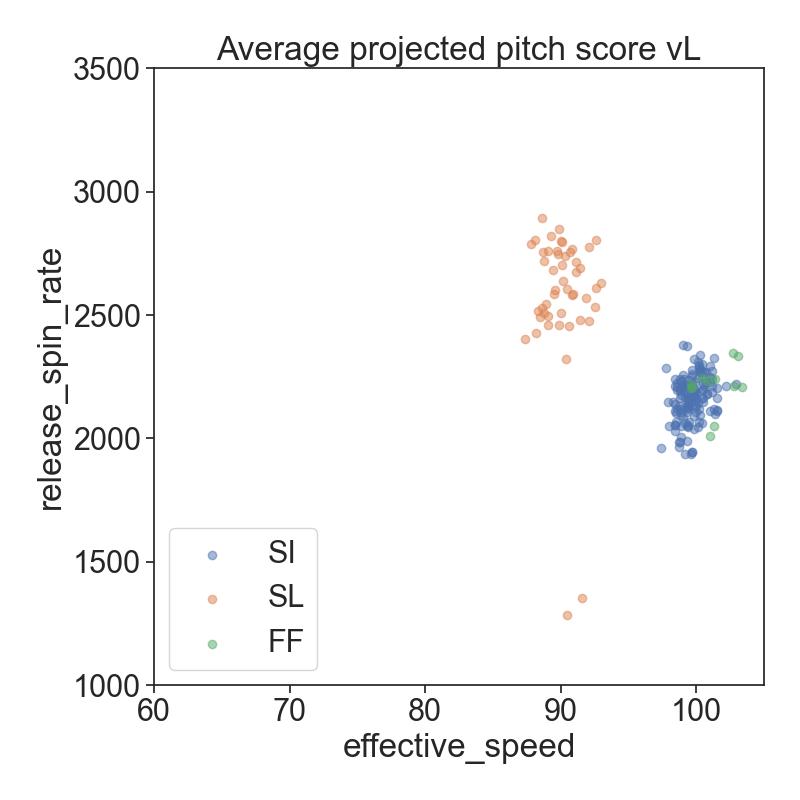 Average projected pitch score vL
3500
3000
2500
2000
1500
1000
release_spin_rate
SI
SL
FF
60 70 80 90 100
effective_speed